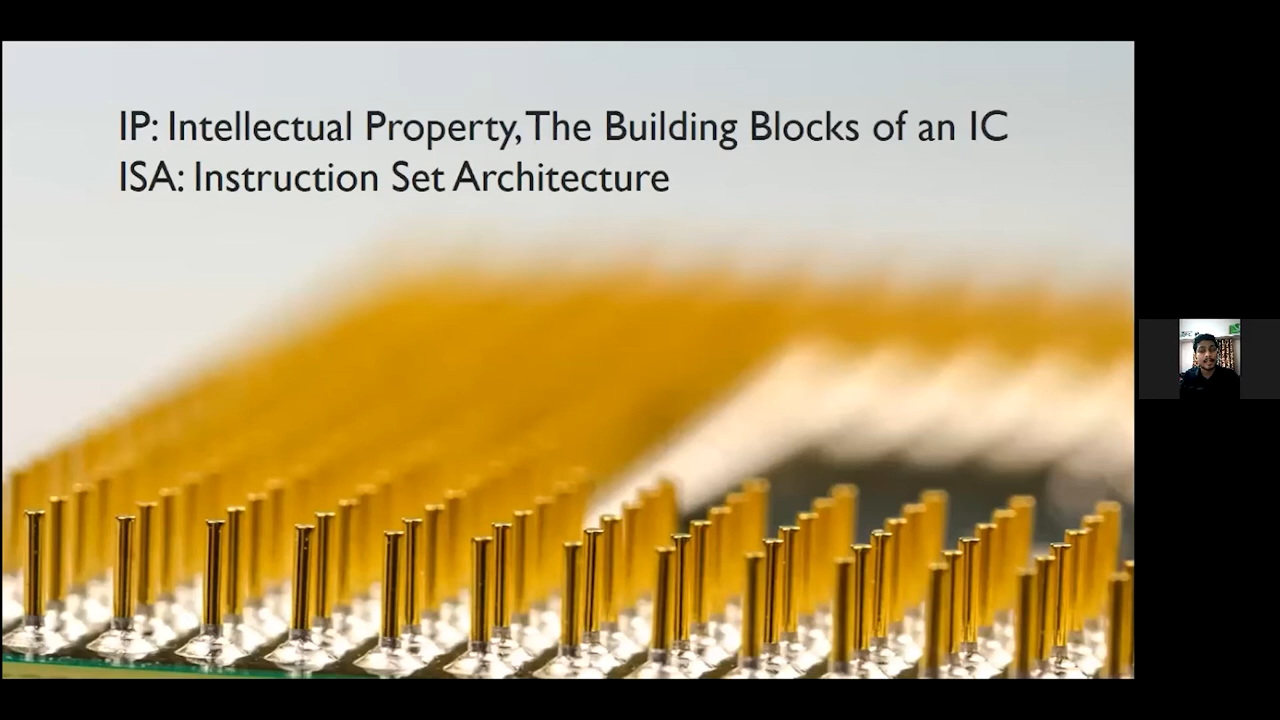 IP: Intellectual Property, The Building Blocks of an IC
ISA: Instruction Set Architecture